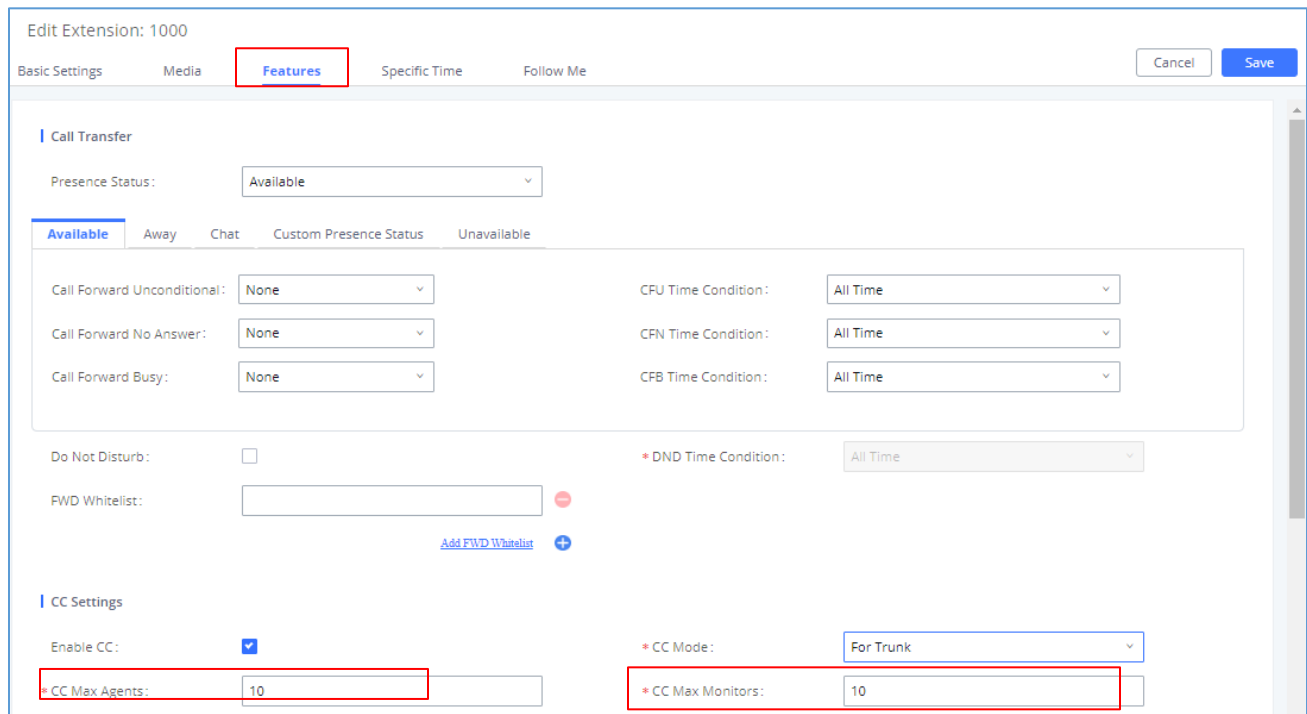 Edit Extension: 1000
Basic Settings Media Features Specific Time Follow Me Cancel Save
Call Transfer
Presence Status: Available
Available Away Chat Custom Presence Status Unavailable
Call Forward Unconditional: None CFU Time Condition: All Time
Call Forward No Answer: None CFN Time Condition: All Time
Call Forward Busy: None CFB Time Condition: All Time
Do Not Disturb: * DND Time Condition: All Time
FWD Whitelist:
Add FWD Whitelist
CC Settings
Enable CC: * CC Mode: For Trunk
* CC Max Agents: 10 * CC Max Monitors: 10